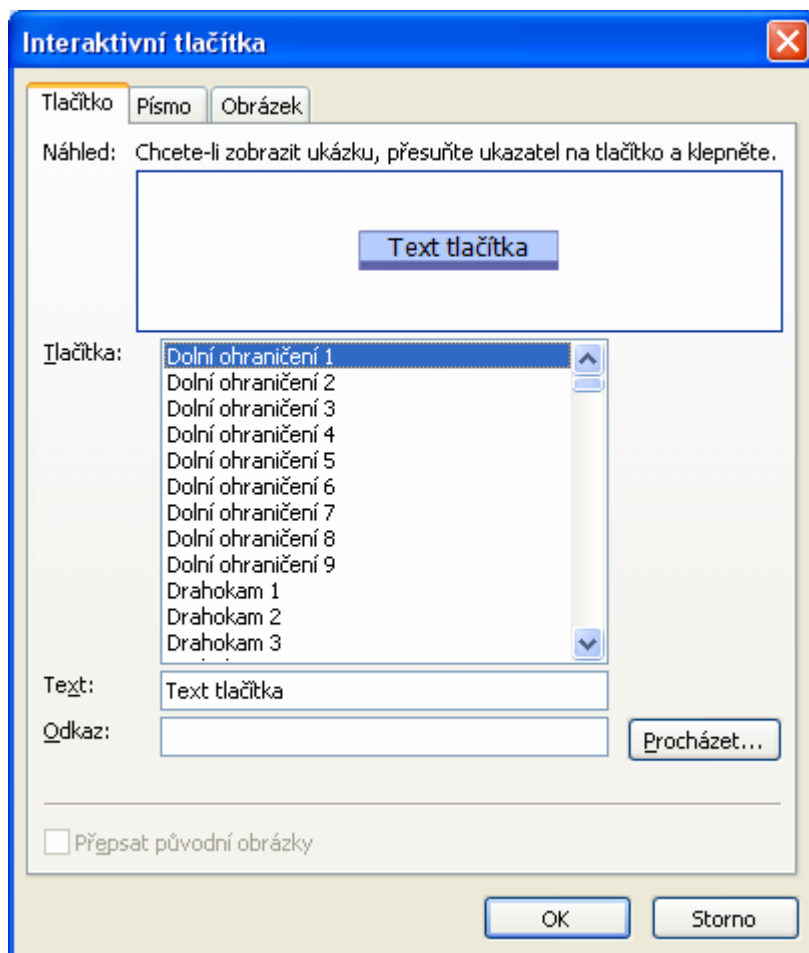 Interaktivní tlačítka
Tlačítko Písmo Obrázek
Náhled: Chcete-li zobrazit ukázku, přesuňte ukazatel na tlačítko a klepněte.
Text tlačítka
Tlačítka:
Dolní ohraničení 1
Dolní ohraničení 2
Dolní ohraničení 3
Dolní ohraničení 4
Dolní ohraničení 5
Dolní ohraničení 6
Dolní ohraničení 7
Dolní ohraničení 8
Dolní ohraničení 9
Drahokam 1
Drahokam 2
Drahokam 3
Text: Text tlačítka
Odkaz: Procházet...
Přepsat původní obrázky
OK Storno